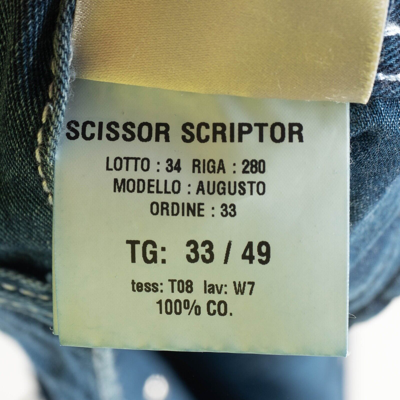 SCISSOR SCRIPTOR
LOTTO : 34 RIGA : 280
MODELLO : AUGUSTO
ORDINE : 33
TG: 33 / 49
tess: T08 lav: W7
100% CO.